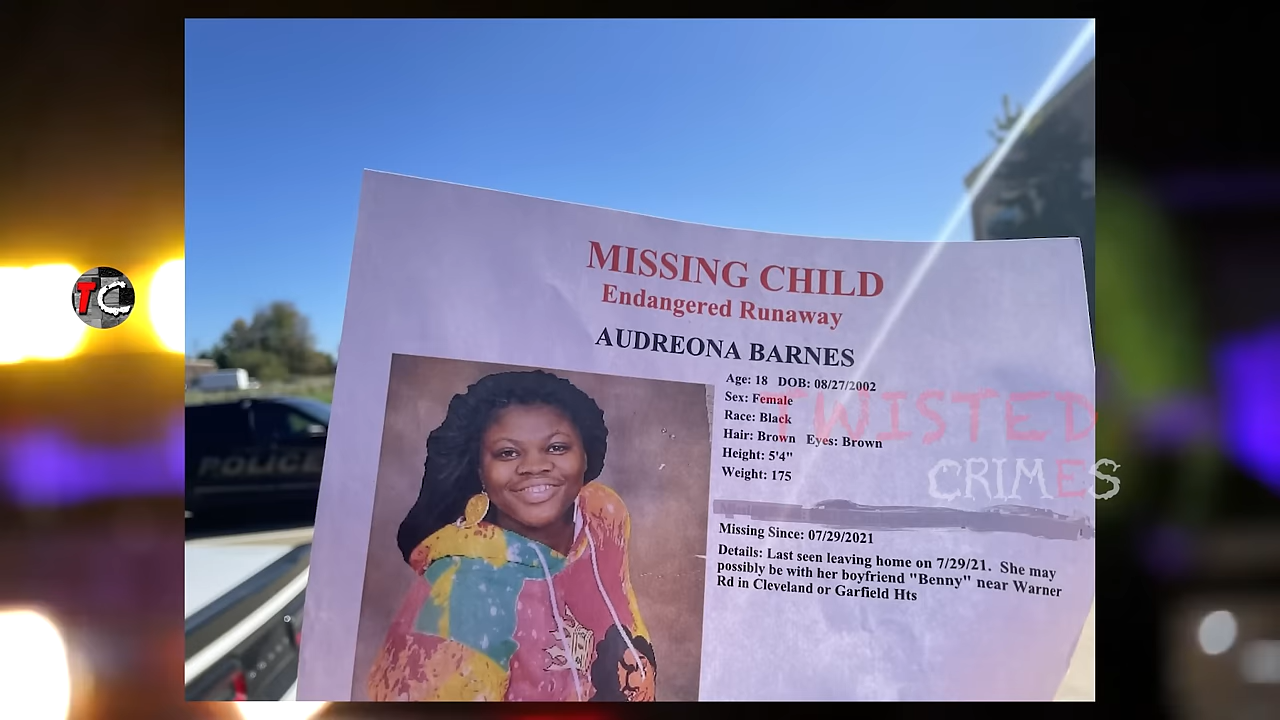 TC
POLICE
MISSING CHILD
Endangered Runaway
AUDREONA BARNES
Age: 18 DOB: 08/27/2002
Sex: Female
Race: Black
Hair: Brown Eyes: Brown
Height: 5'4"
Weight: 175
Missing Since: 07/29/2021
Details: Last seen leaving home on 7/29/21. She may
possibly be with her boyfriend "Benny" near Warner
Rd in Cleveland or Garfield Hts
TWISTED
CRIMES